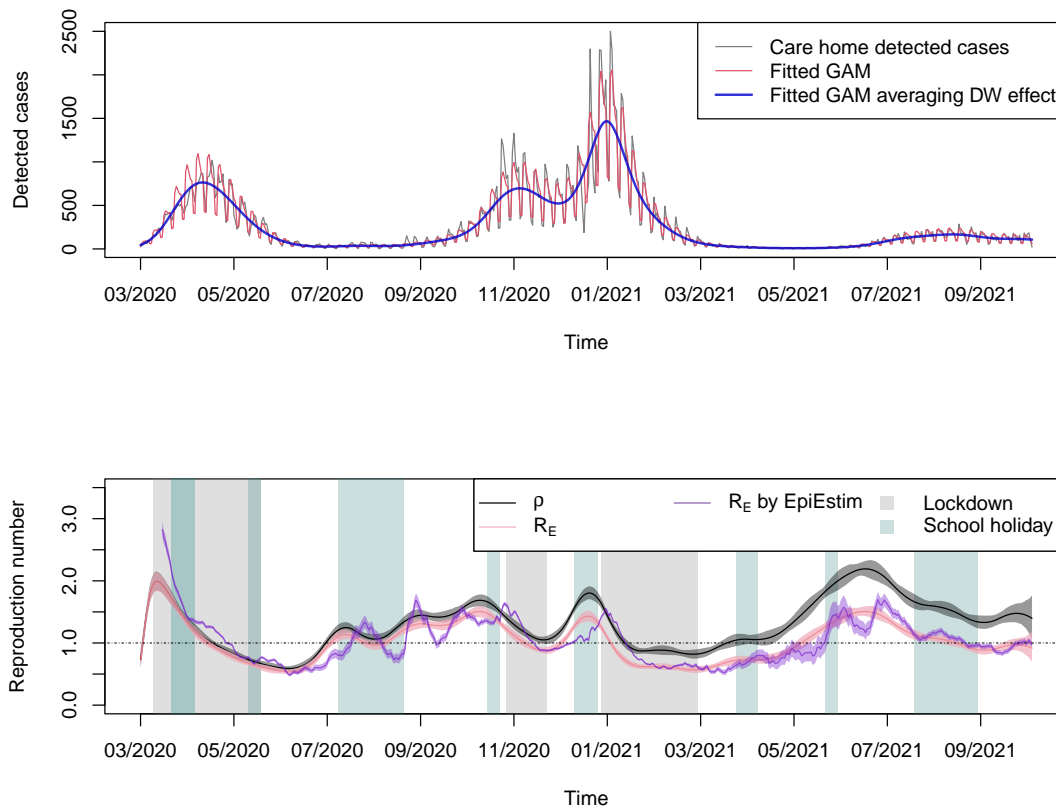 Detected cases
2500
1500
500
0
Care home detected cases
Fitted GAM
Fitted GAM averaging DW effect
03/2020 05/2020 07/2020 09/2020 11/2020 01/2021 03/2021 05/2021 07/2021 09/2021
Time
Reproduction number
3.0
2.0
1.0
0.0
ρ
R_E
R_E by EpiEstim
Lockdown
School holiday
03/2020 05/2020 07/2020 09/2020 11/2020 01/2021 03/2021 05/2021 07/2021 09/2021
Time